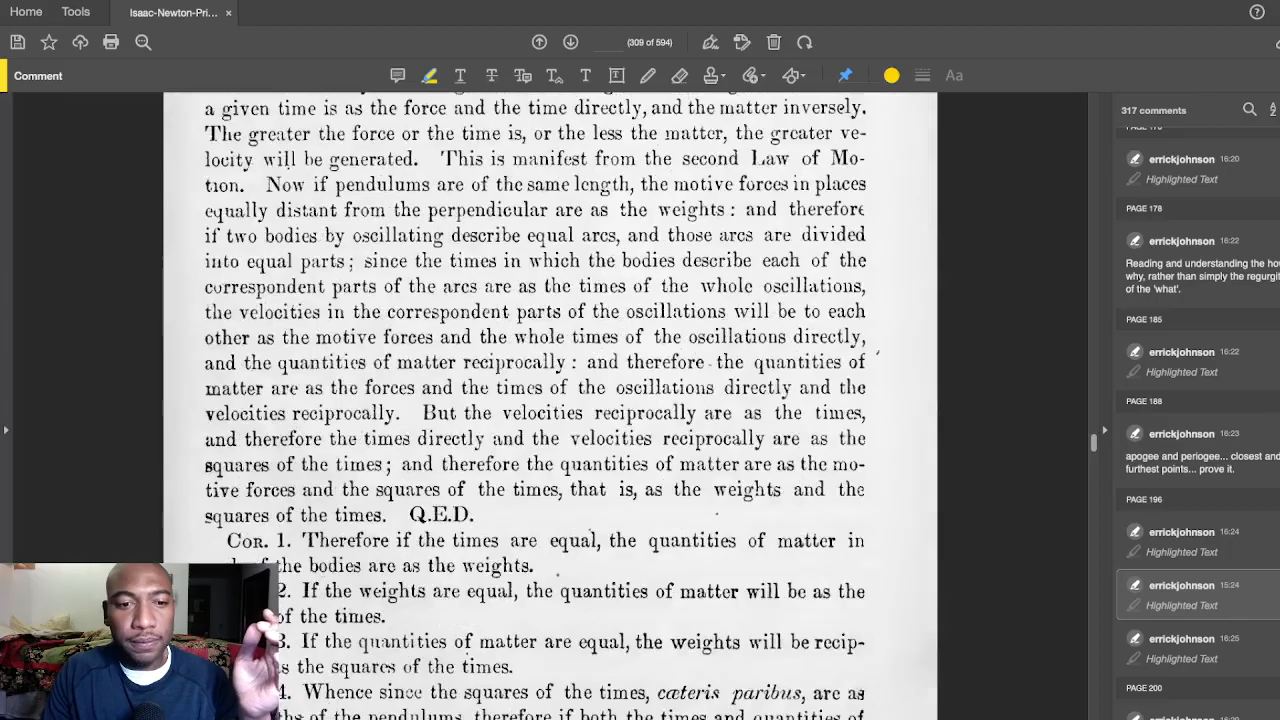 Home
Tools
Isaac-Newton-Pri...
×
(309 of 594)
Comment
Aa
a given time is as the force and the time directly, and the matter inversely.
The greater the force or the time is, or the less the matter, the greater ve-
locity will be generated. This is manifest from the second Law of Mo-
tion. Now if pendulums are of the same length, the motive forces in places
equally distant from the perpendicular are as the weights : and therefore
if two bodies by oscillating describe equal arcs, and those arcs are divided
into equal parts ; since the times in which the bodies describe each of the
correspondent parts of the arcs are as the times of the whole oscillations,
the velocities in the correspondent parts of the oscillations will be to each
other as the motive forces and the whole times of the oscillations directly,
and the quantities of matter reciprocally : and therefore the quantities of
matter are as the forces and the times of the oscillations directly and the
velocities reciprocally. But the velocities reciprocally are as the times,
and therefore the times directly and the velocities reciprocally are as the
squares of the times ; and therefore the quantities of matter are as the mo-
tive forces and the squares of the times, that is, as the weights and the
squares of the times. Q.E.D.
COR. 1. Therefore if the times are equal, the quantities of matter in
the bodies are as the weights.
2. If the weights are equal, the quantities of matter will be as the
of the times.
3. If the quantities of matter are equal, the weights will be recip-
s the squares of the times.
4. Whence since the squares of the times, cæteris paribus, are as
of the pendulums, therefore if both the times and quantities of
317 comments
PAGE 176
errickjohnson 16:20
Highlighted Text
PAGE 178
errickjohnson 16:22
Reading and understanding the how
why, rather than simply the regurgit
of the 'what'.
PAGE 185
errickjohnson 16:22
Highlighted Text
PAGE 188
errickjohnson 16:23
apogee and periogee... closest and
furthest points... prove it.
PAGE 196
errickjohnson 16:24
Highlighted Text
errickjohnson 15:24
Highlighted Text
errickjohnson 16:25
Highlighted Text
PAGE 200